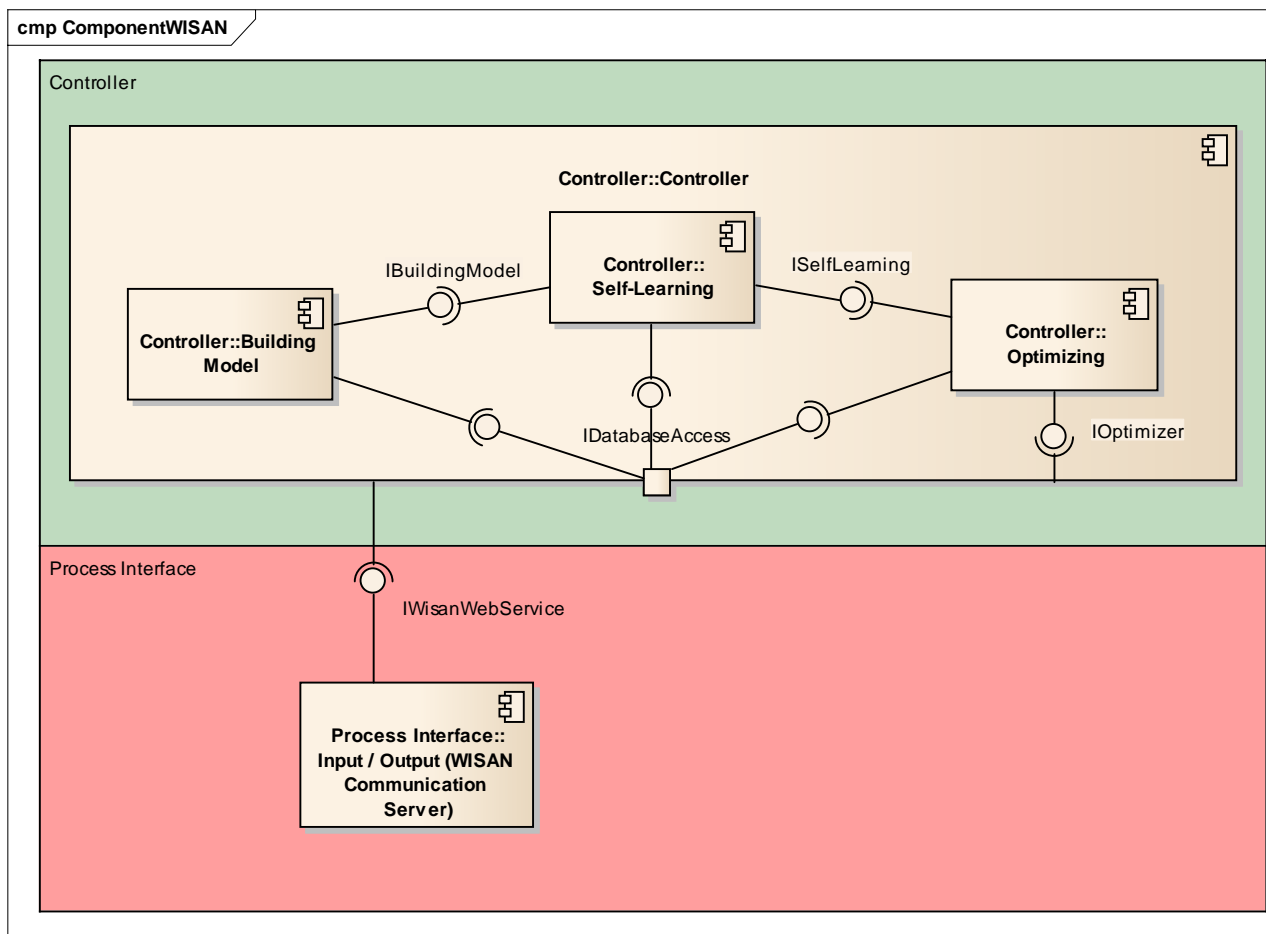 cmp ComponentWISAN
Controller
Controller::Controller
Controller::
Self-Learning
IBuildingModel
ISelfLearning
Controller::Building
Model
Controller::
Optimizing
IDatabaseAccess
IOptimizer
Process Interface
IWisanWebService
Process Interface::
Input / Output (WISAN
Communication
Server)